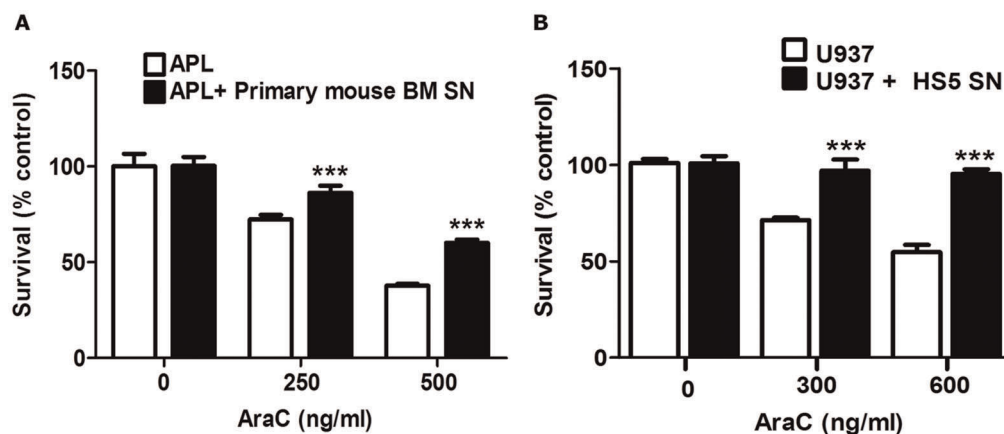 A
APL
APL+ Primary mouse BM SN
150
100
50
0
Survival (% control)
***
***
0 250 500
AraC (ng/ml)
B
U937
U937 + HS5 SN
150
100
50
0
Survival (% control)
***
***
0 300 600
AraC (ng/ml)